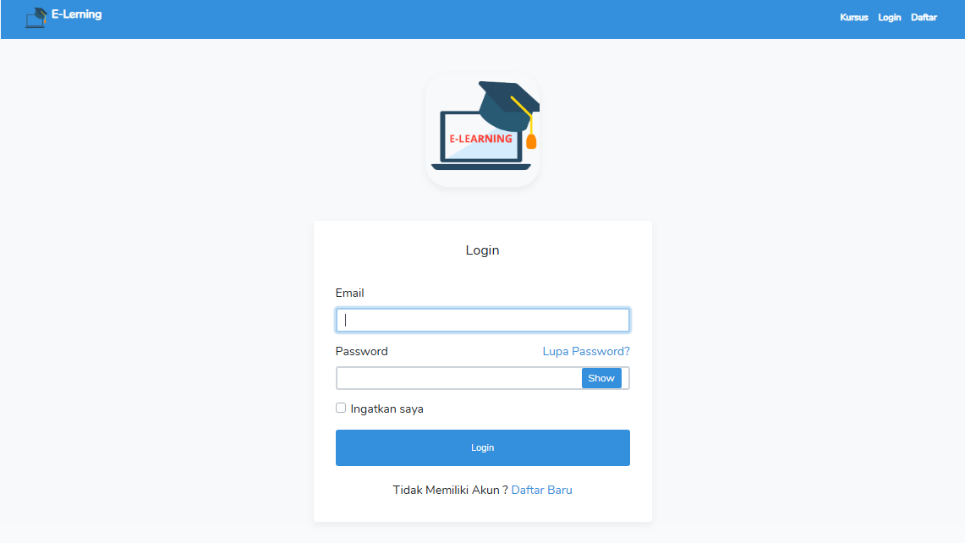 E-Lerning
Kursus Login Daftar
E-LEARNING
Login
Email
Password Lupa Password?
Show
Ingatkan saya
Login
Tidak Memiliki Akun ? Daftar Baru